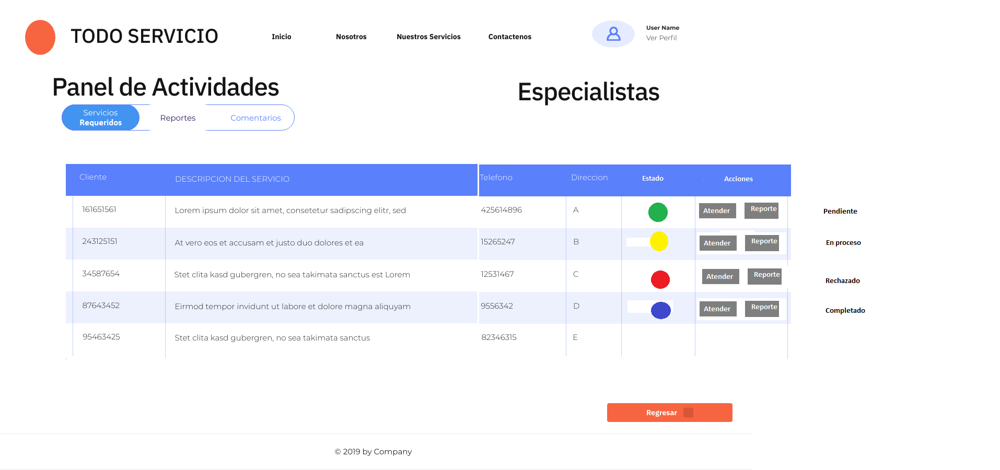 TODO SERVICIO
Inicio
Nosotros
Nuestros Servicios
Contactenos
User Name
Ver Perfil
Panel de Actividades
Especialistas
Servicios
Requeridos
Reportes
Comentarios
Cliente DESCRIPCION DEL SERVICIO Telefono Direccion Estado Acciones
161651561 Lorem ipsum dolor sit amet, consetetur sadipscing elitr, sed 425614896 A Atender Reporte Pendiente
243125151 At vero eos et accusam et justo duo dolores et ea 15265247 B Atender Reporte En proceso
34587654 Stet clita kasd gubergren, no sea takimata sanctus est Lorem 12531467 C Atender Reporte Rechazado
87643452 Eirmod tempor invidunt ut labore et dolore magna aliquyam 9556342 D Atender Reporte Completado
95463425 Stet clita kasd gubergren, no sea takimata sanctus 82346315 E
Regresar
© 2019 by Company